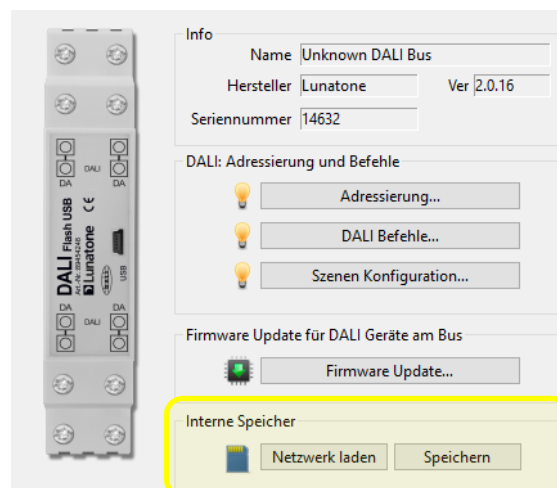 Info
Name Unknown DALI Bus
Hersteller Lunatone Ver 2.0.16
Seriennummer 14632
DALI: Adressierung und Befehle
Adressierung...
DALI Befehle...
Szenen Konfiguration...
Firmware Update für DALI Geräte am Bus
Firmware Update...
Interne Speicher
Netzwerk laden Speichern
DA DALI DA
DALI Flash USB
Lunatone
USB
DA DALI DA